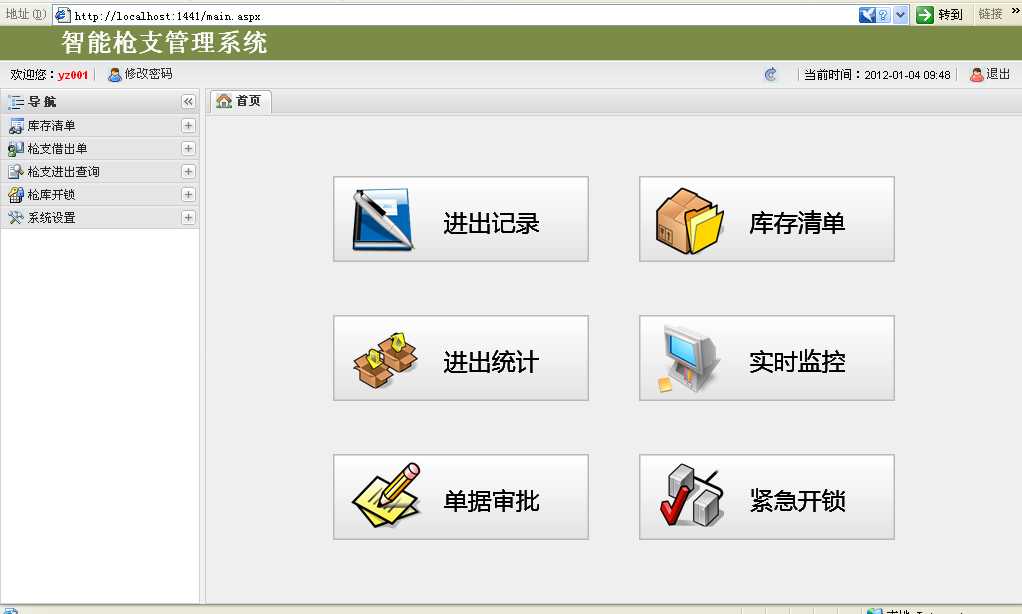 地址(D) http://localhost:1441/main.aspx 转到 链接 »
智能枪支管理系统
欢迎您：yz001 修改密码 当前时间：2012-01-04 09:48 退出
导航 首页
库存清单
枪支借出单
枪支进出查询
枪库开锁
系统设置
进出记录 库存清单
进出统计 实时监控
单据审批 紧急开锁